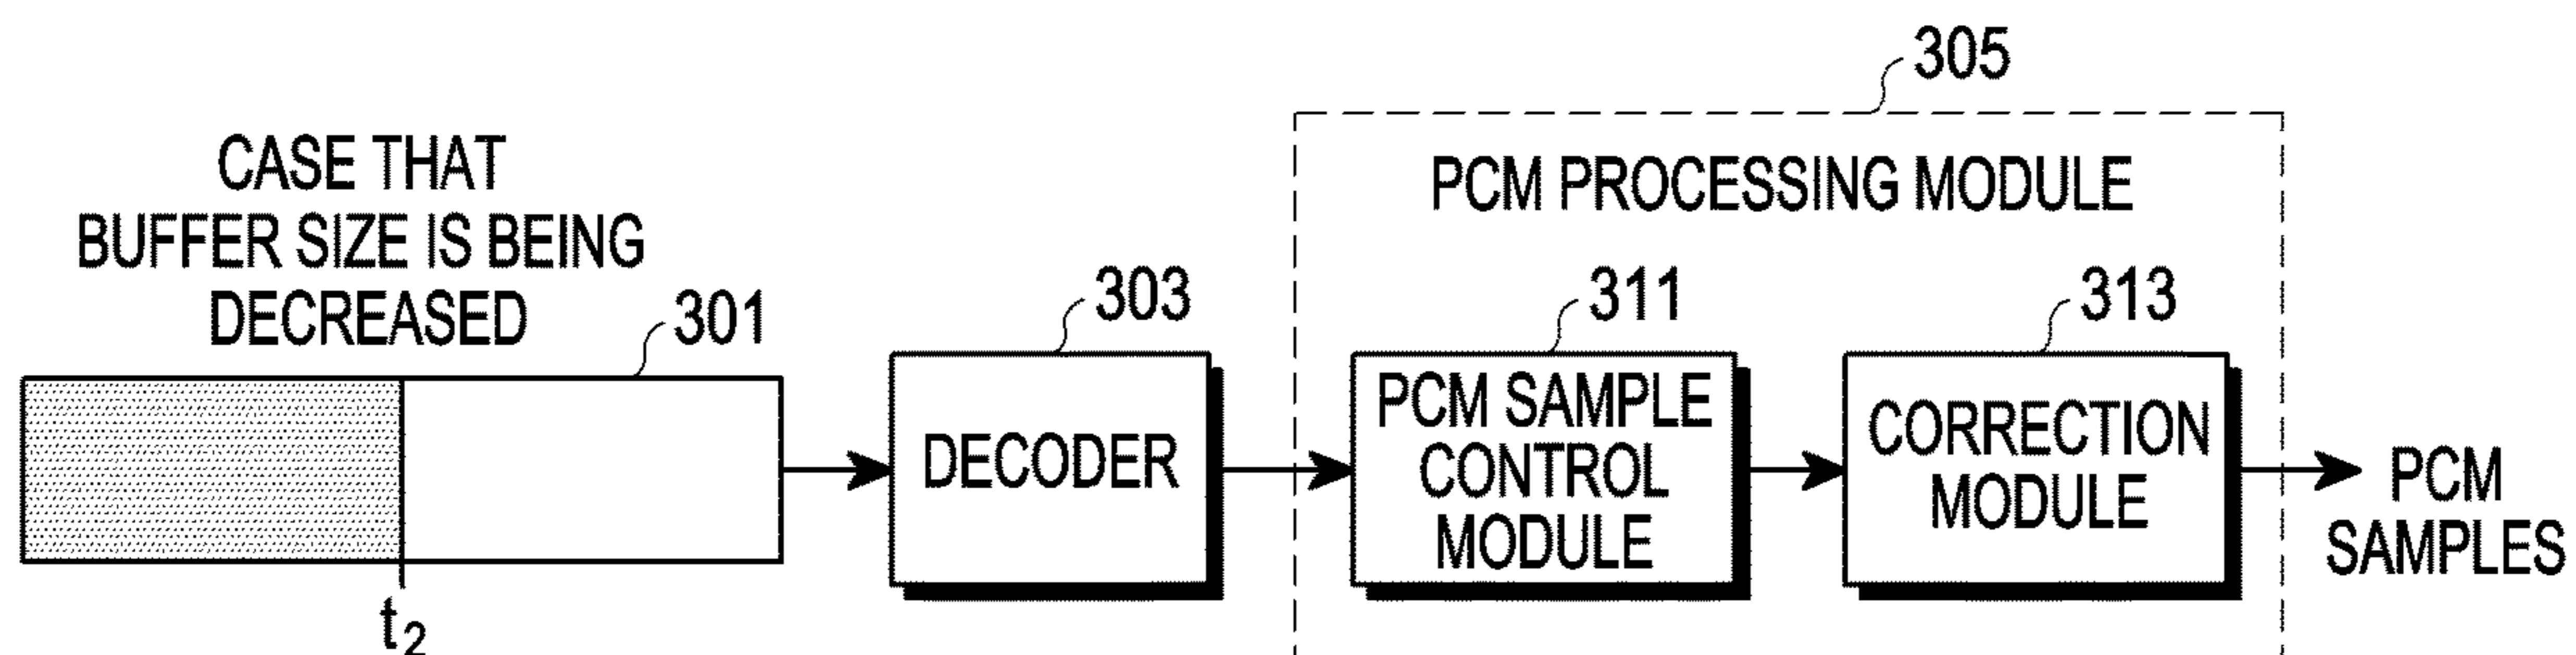 305
CASE THAT
BUFFER SIZE IS BEING
DECREASED
301
303
PCM PROCESSING MODULE
311
313
DECODER
PCM SAMPLE
CONTROL
MODULE
CORRECTION
MODULE
PCM
SAMPLES
t₂